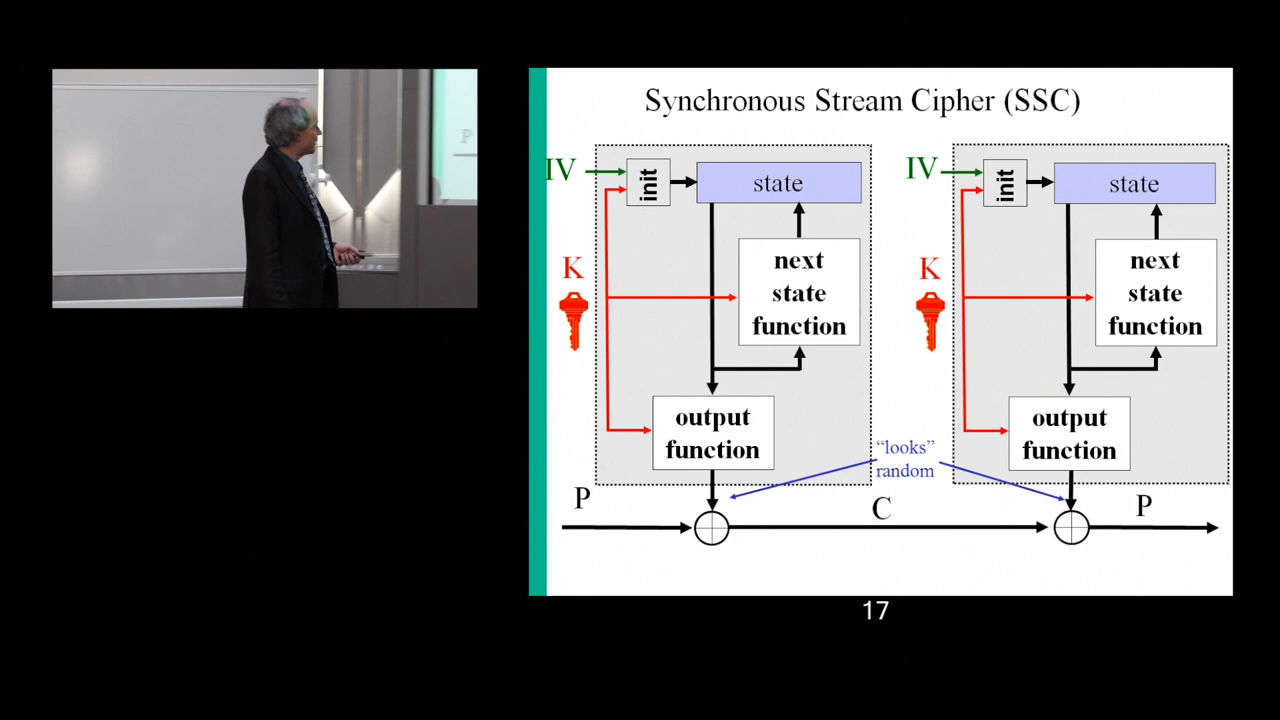 Synchronous Stream Cipher (SSC)
IV
init
state
K
next
state
function
output
function
IV
init
state
K
next
state
function
output
function
"looks"
random
P
C
P
17
P